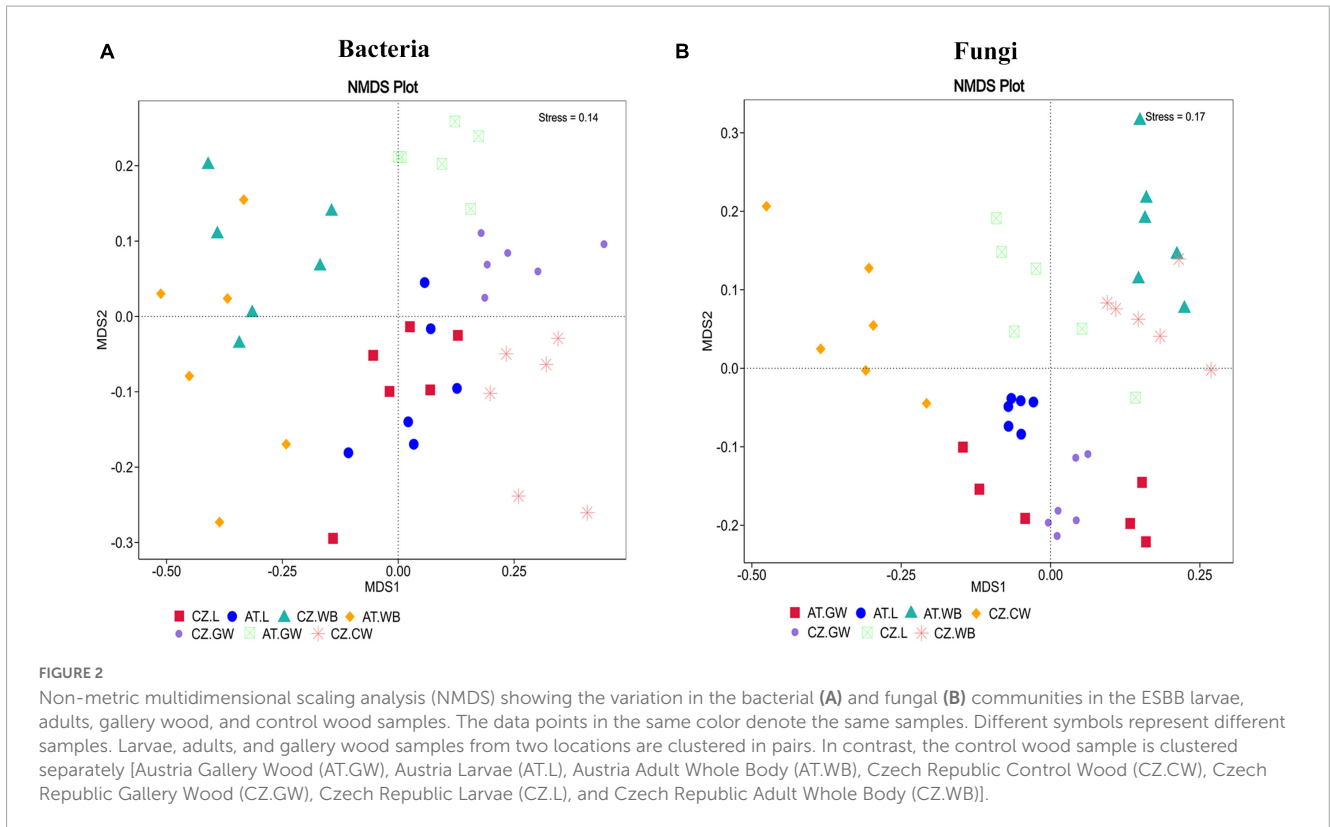 A
Bacteria
NMDS Plot
Stress = 0.14
MDS2
0.2
0.1
0.0
-0.1
-0.2
-0.3
-0.50
-0.25
0.00
0.25
MDS1
CZ.L AT.L CZ.WB AT.WB
CZ.GW AT.GW CZ.CW
B
Fungi
NMDS Plot
Stress = 0.17
MDS2
0.3
0.2
0.1
0.0
-0.1
-0.2
-0.50
-0.25
0.00
0.25
MDS1
AT.GW AT.L AT.WB CZ.CW
CZ.GW CZ.L CZ.WB
FIGURE 2
Non-metric multidimensional scaling analysis (NMDS) showing the variation in the bacterial (A) and fungal (B) communities in the ESBB larvae,
adults, gallery wood, and control wood samples. The data points in the same color denote the same samples. Different symbols represent different
samples. Larvae, adults, and gallery wood samples from two locations are clustered in pairs. In contrast, the control wood sample is clustered
separately [Austria Gallery Wood (AT.GW), Austria Larvae (AT.L), Austria Adult Whole Body (AT.WB), Czech Republic Control Wood (CZ.CW), Czech
Republic Gallery Wood (CZ.GW), Czech Republic Larvae (CZ.L), and Czech Republic Adult Whole Body (CZ.WB)].